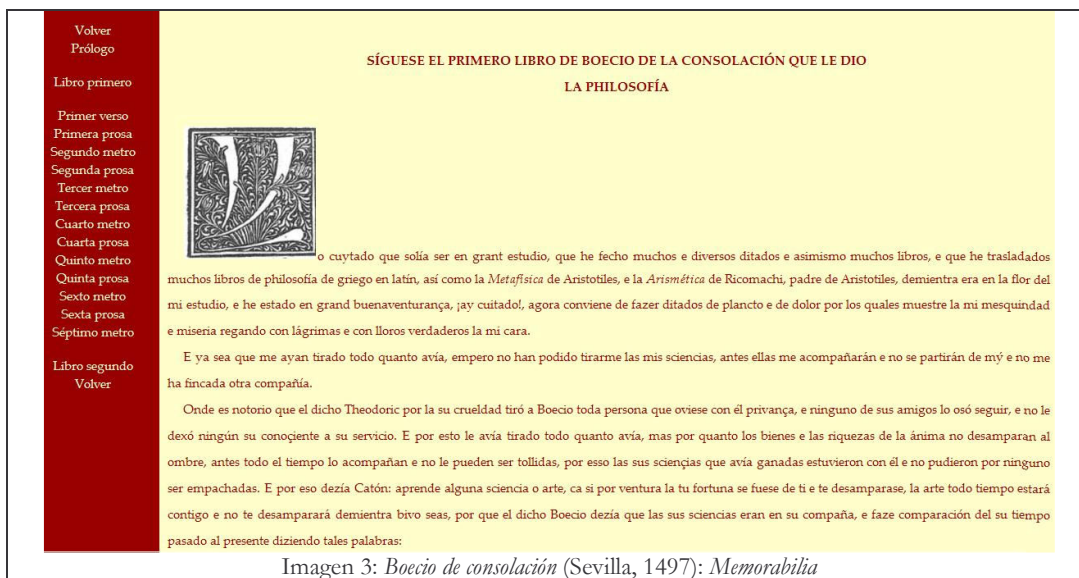 Volver
Prólogo
Libro primero
Primer verso
Primera prosa
Segundo metro
Segunda prosa
Tercer metro
Tercera prosa
Cuarto metro
Cuarta prosa
Quinto metro
Quinta prosa
Sexto metro
Sexta prosa
Séptimo metro
Libro segundo
Volver
SÍGUESE EL PRIMERO LIBRO DE BOECIO DE LA CONSOLACIÓN QUE LE DIO
LA PHILOSOFÍA
Yo cuytado que solía ser en grant estudio, que he fecho muchos e diversos ditados e asimismo muchos libros, e que he trasladados
muchos libros de philosofía de griego en latín, así como la Metafísica de Aristotiles, e la Arismética de Ricomachi, padre de Aristotiles, demientra era en la flor del
mi estudio, e he estado en grand buenaventurança, ¡ay cuitado!, agora conviene de fazer ditados de plancto e de dolor por los quales muestre la mi mesquindad
e miseria regando con lágrimas e con lloros verdaderos la mi cara.
E ya sea que me ayan tirado todo quanto avía, empero no han podido tirarme las mis sciencias, antes ellas me acompañarán e no se partirán de mý e no me
ha fincada otra compañía.
Onde es notorio que el dicho Theodoric por la su crueldad tiró a Boecio toda persona que oviese con él privança, e ninguno de sus amigos lo osó seguir, e no le
dexó ningún su conoçiente a su servicio. E por esto le avía tirado todo quanto avía, mas por quanto los bienes e las riquezas de la ánima no desamparan al
ombre, antes todo el tiempo lo acompañan e no le pueden ser tollidas, por esso las sus sciençias que avía ganadas estuvieron con él e no pudieron por ninguno
ser empachadas. E por eso dezía Catón: aprende alguna sciencia o arte, ca si por ventura la tu fortuna se fuese de ti e te desamparase, la arte todo tiempo estará
contigo e no te desamparará demientra bivo seas, por que el dicho Boecio dezía que las sus sciencias eran en su compaña, e faze comparación del su tiempo
pasado al presente diziendo tales palabras:
Imagen 3: Boecio de consolación (Sevilla, 1497): Memorabilia